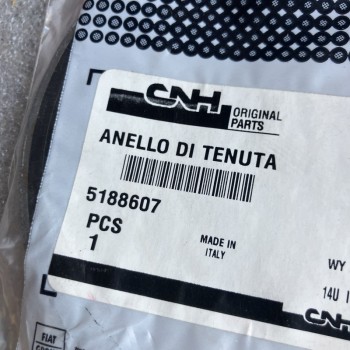 CNH
ORIGINAL
PARTS
ANELLO DI TENUTA
5188607
PCS
1
MADE IN
ITALY
WY
14U
CNH
FIAT